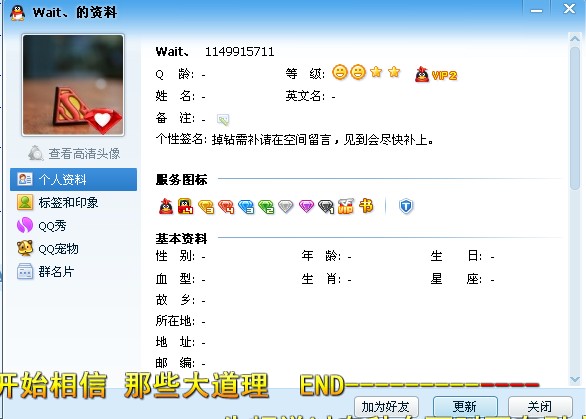 Wait、的资料
Wait、 1149915711
Q 龄: -
等 级:
VIP2
姓 名: -
英文名: -
备 注: -
个性签名: 掉钻需补请在空间留言，见到会尽快补上。
查看高清头像
个人资料
标签和印象
QQ秀
QQ宠物
群名片
服务图标
书
基本资料
性 别: -
年 龄: -
生 日: -
血 型: -
生 肖: -
星 座: -
故 乡: -
所在地: -
地 址: -
邮 编: -
开始相信 那些大道理 END--------------
加为好友
更新
关闭